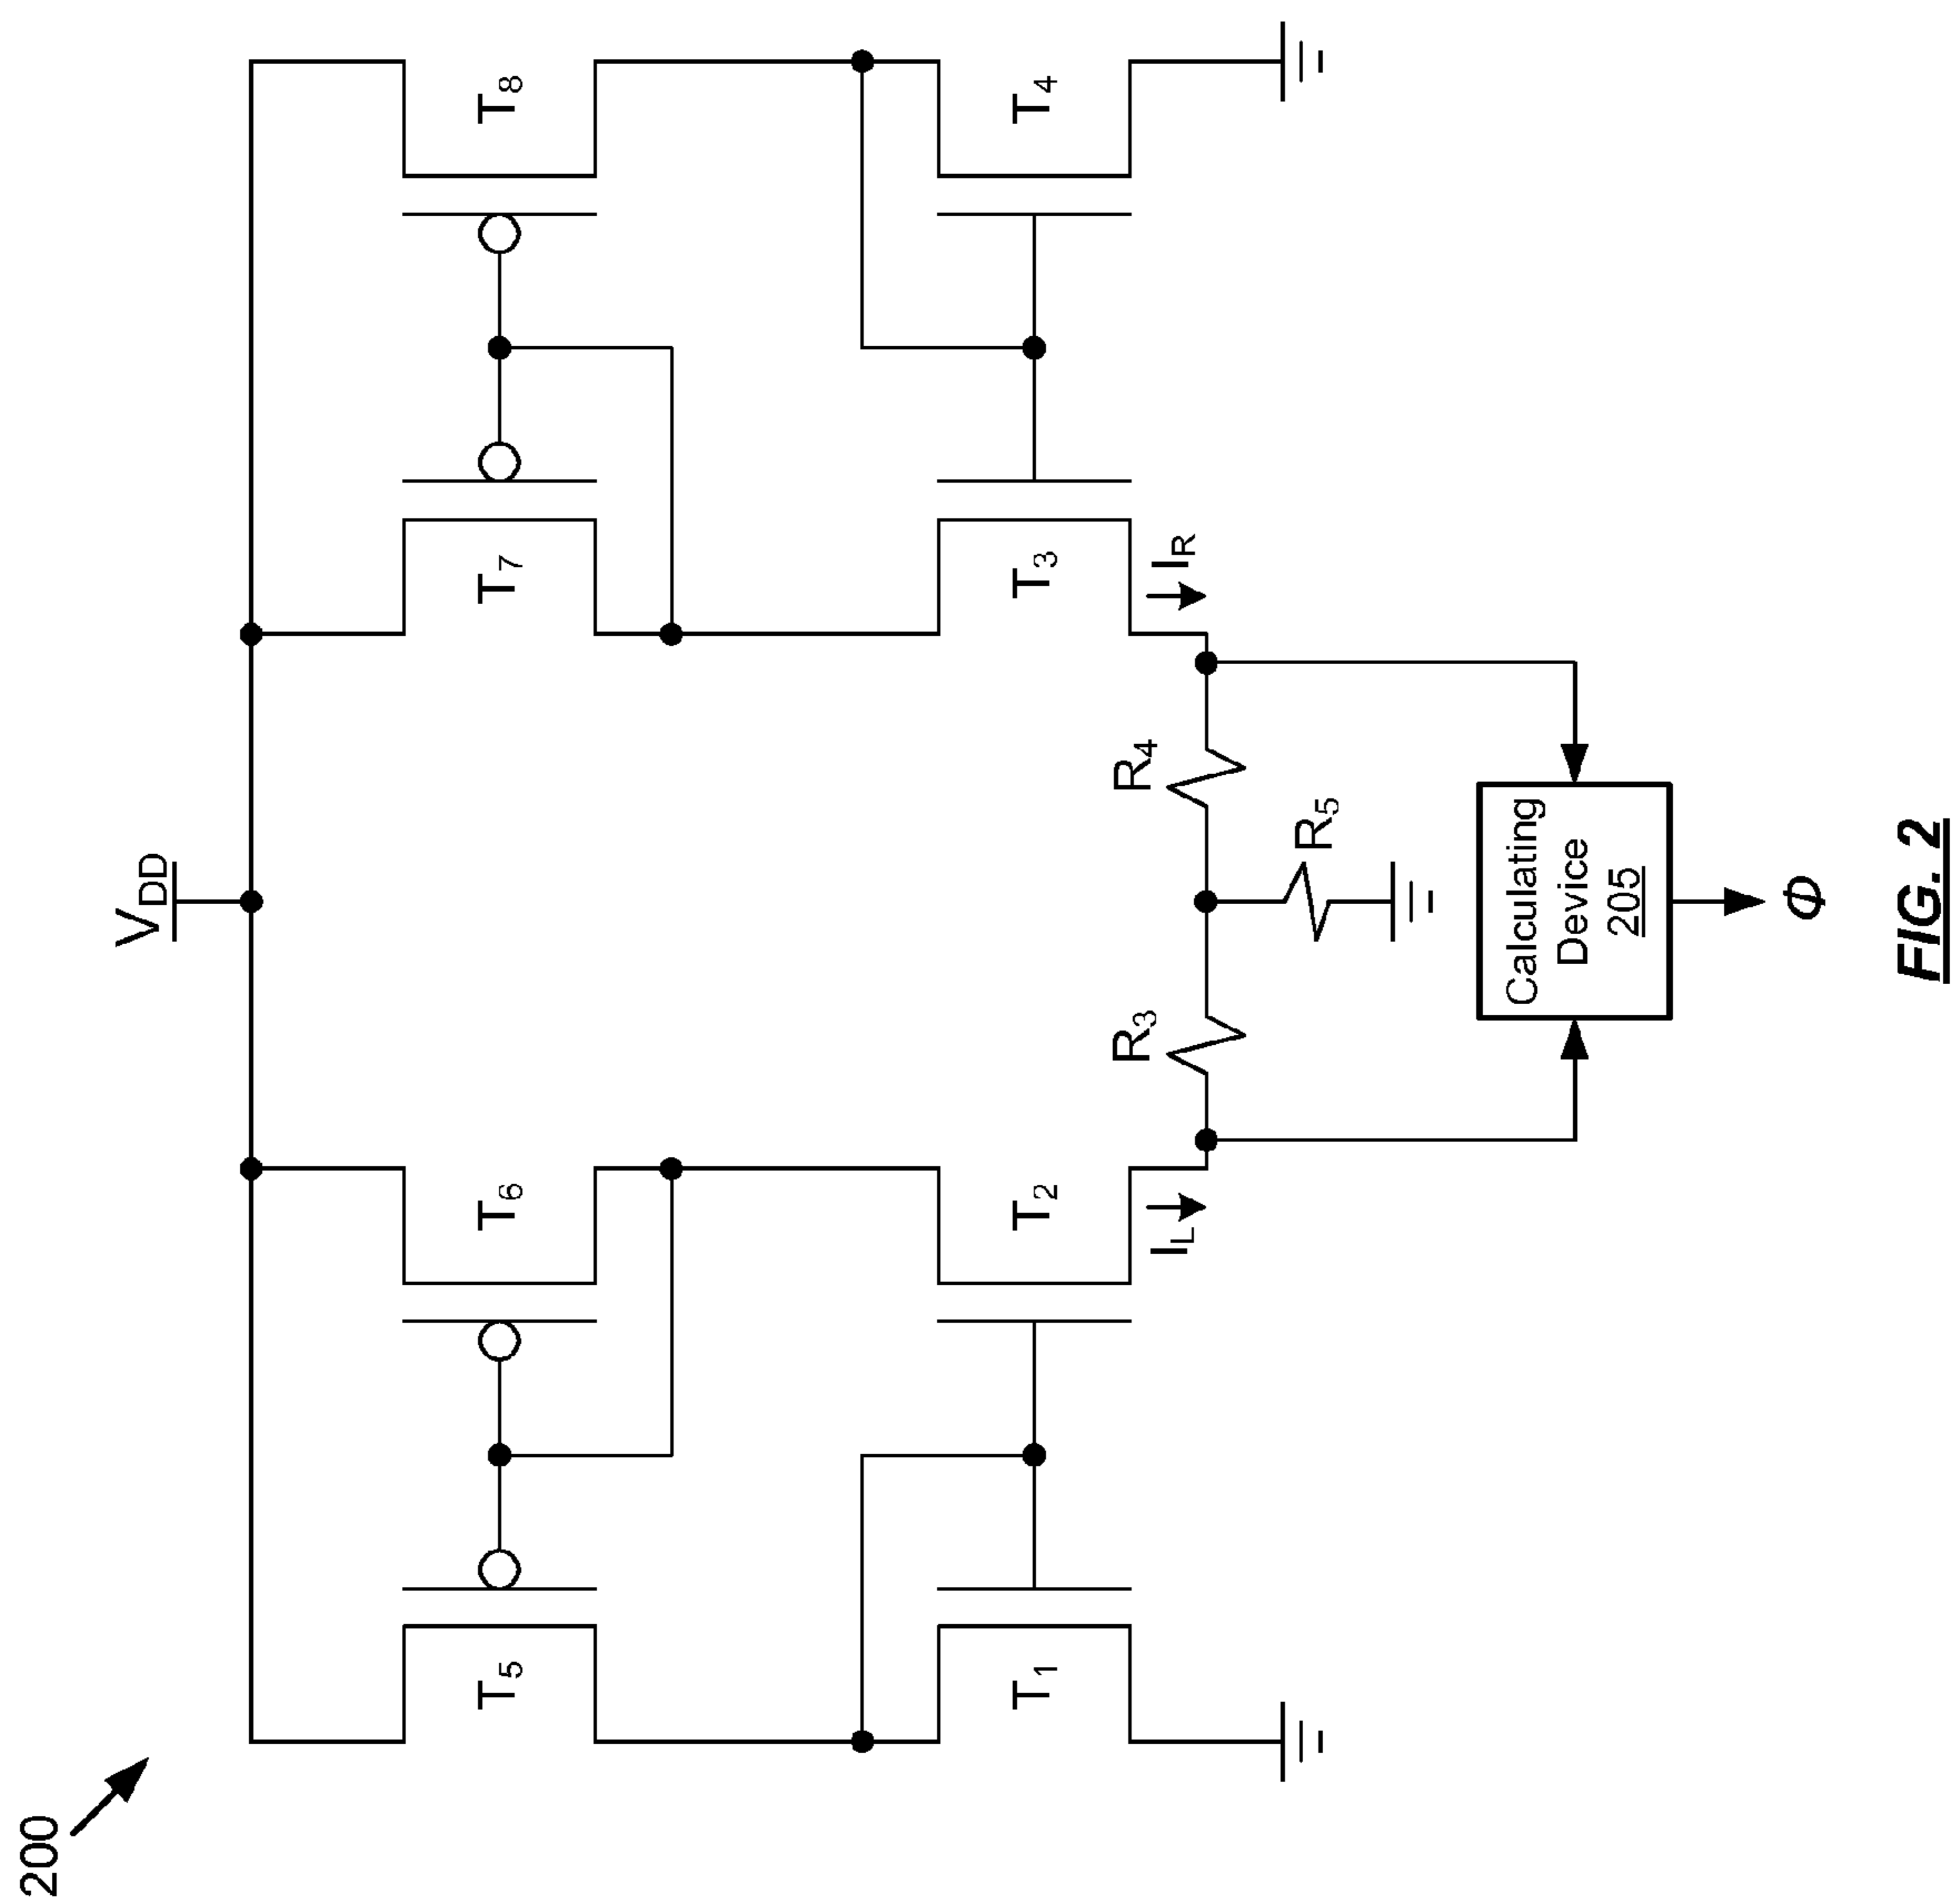 200
V_DD
T_5
T_6
T_7
T_8
T_1
T_2
T_3
T_4
I_L
I_R
R_3
R_4
R_5
Calculating
Device
205
Φ
FIG. 2